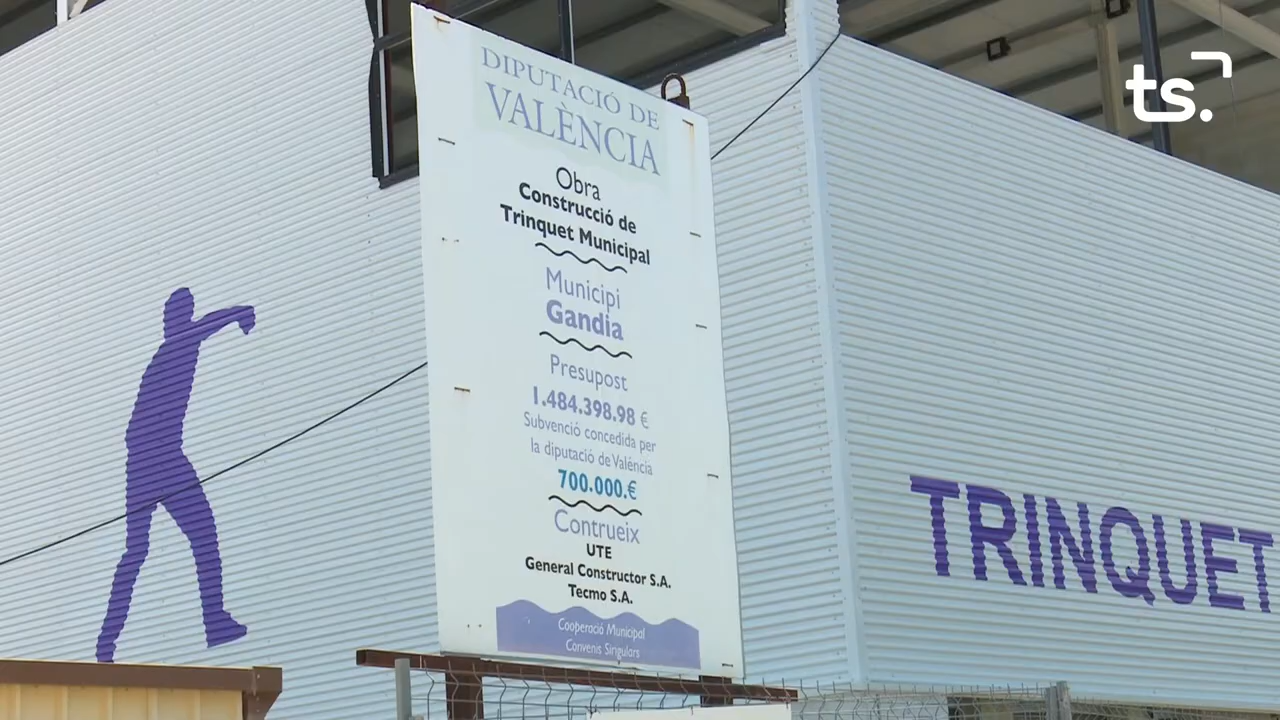 ts.
DIPUTACIÓ DE
VALÈNCIA
Obra
Construcció de
Trinquet Municipal
Municipi
Gandia
Presupost
1.484.398.98 €
Subvenció concedida per
la diputació de Valéncia
700.000.€
Contrueix
UTE
General Constructor S.A.
Tecmo S.A.
Cooperació Municipal
Convenis Singulars
TRINQUET